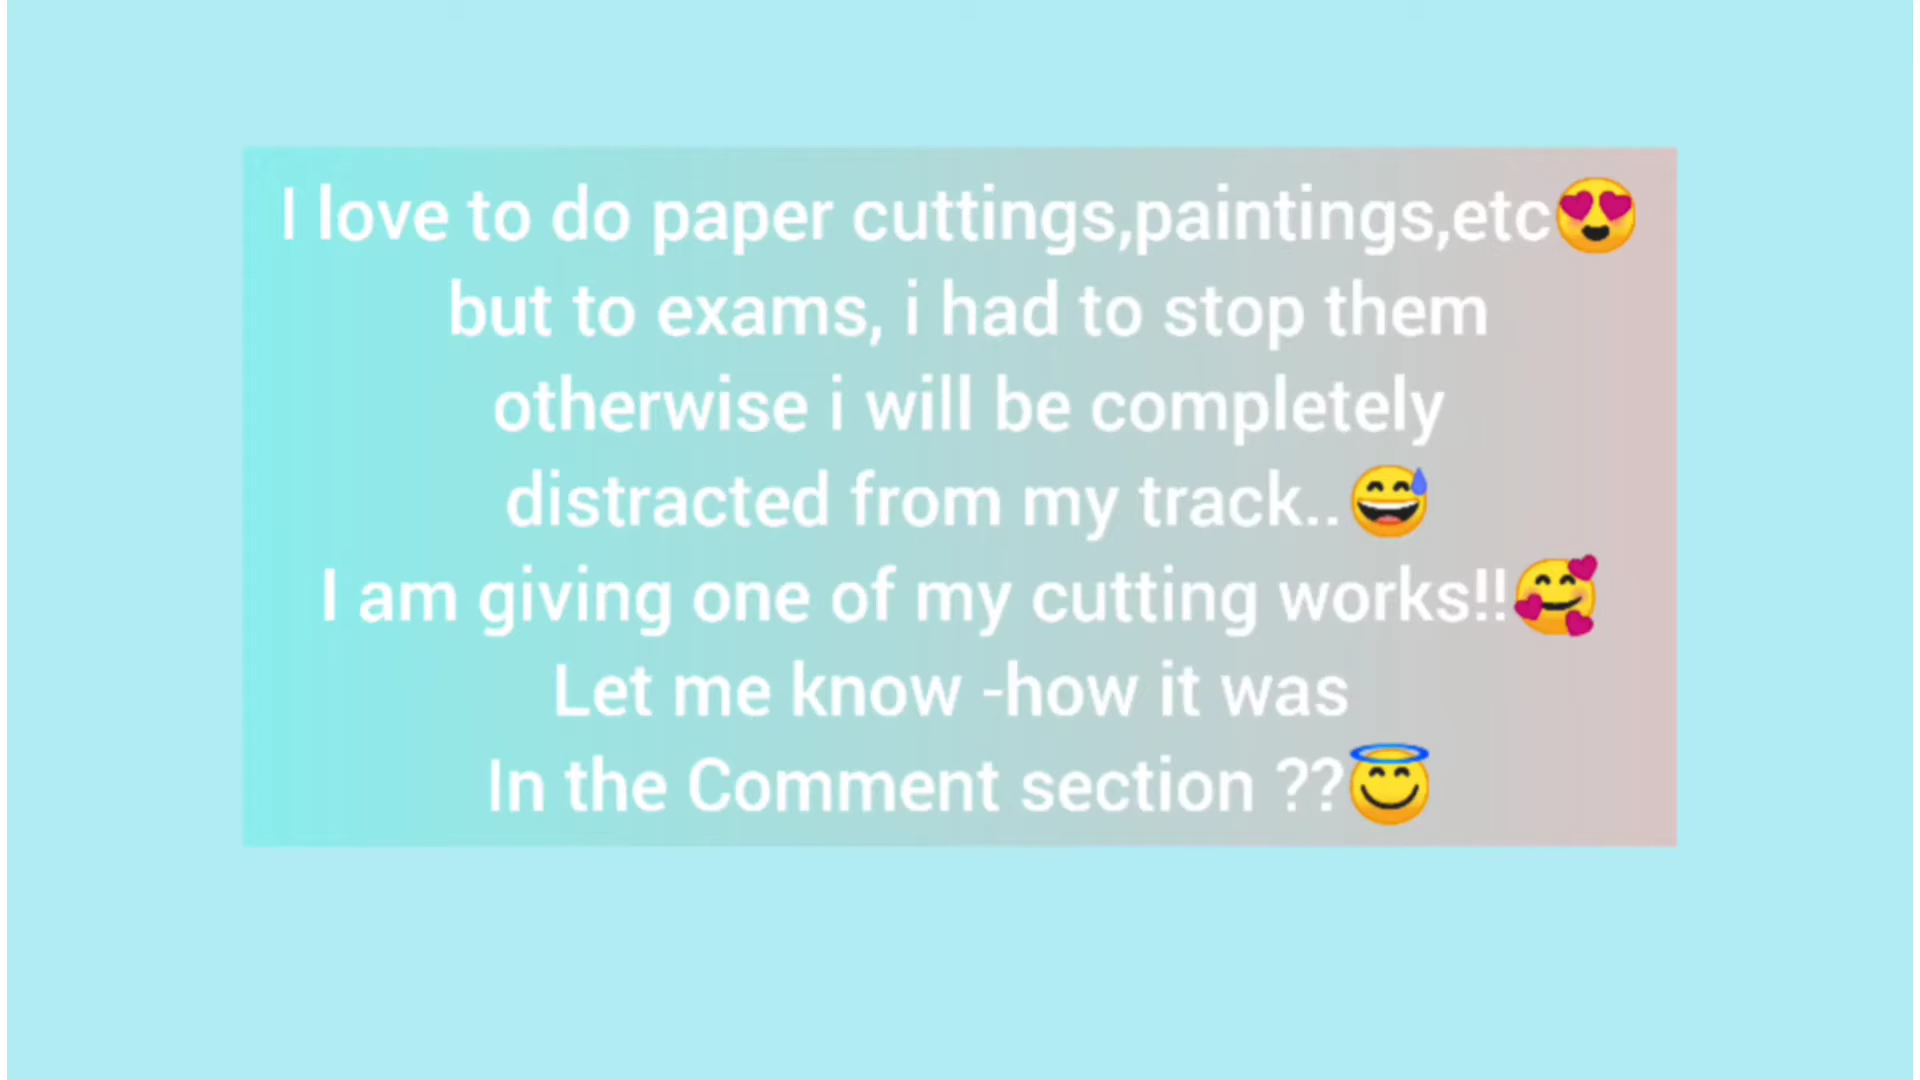 I love to do paper cuttings,paintings,etc😍
but to exams, i had to stop them
otherwise i will be completely
distracted from my track..😅
I am giving one of my cutting works!!🥰
Let me know -how it was
In the Comment section ??😇